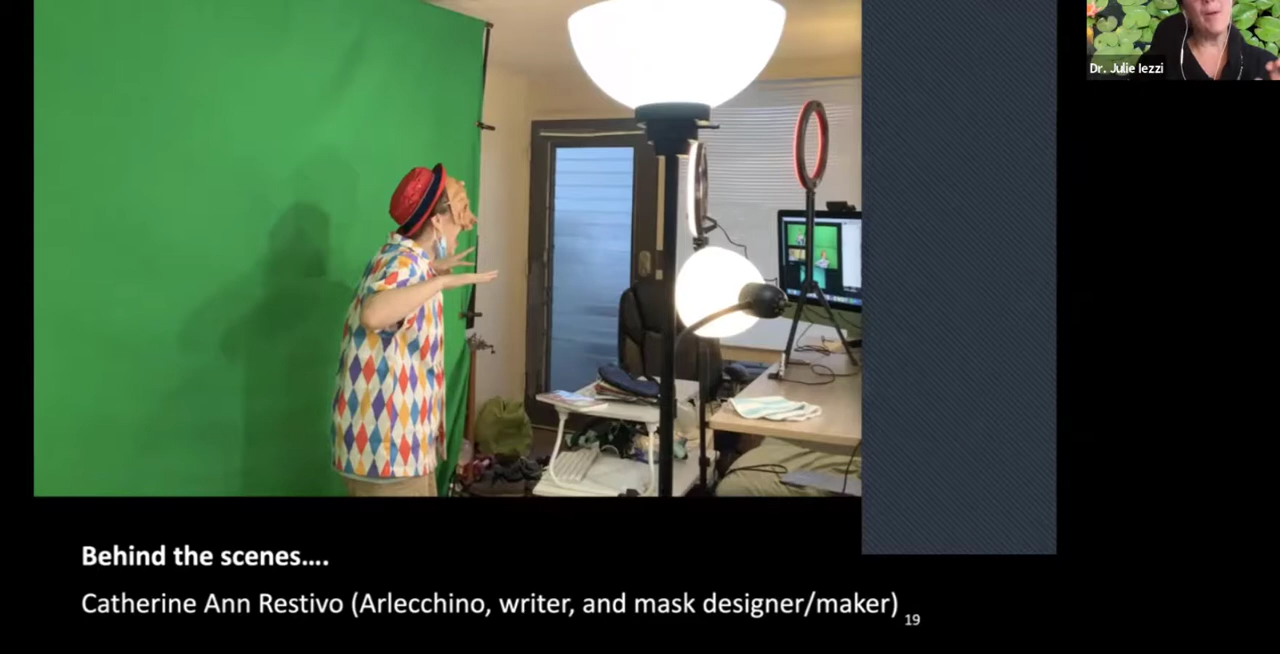 Dr. Julie Iezzi
Behind the scenes....
Catherine Ann Restivo (Arlecchino, writer, and mask designer/maker)
19